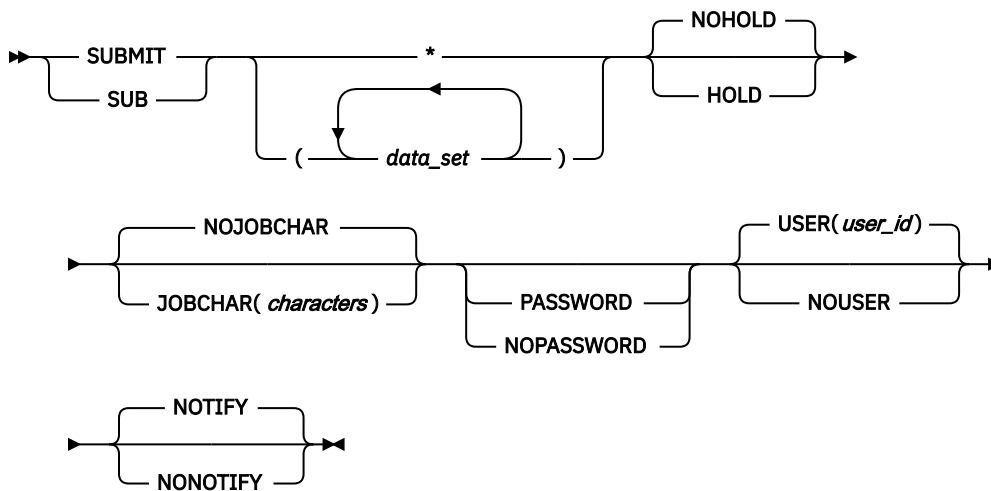 NOHOLD
SUBMIT *
SUB HOLD
( data_set )
NOJOBCHAR USER( user_id )
JOBCHAR( characters ) PASSWORD NOUSER
NOPASSWORD
NOTIFY
NONOTIFY